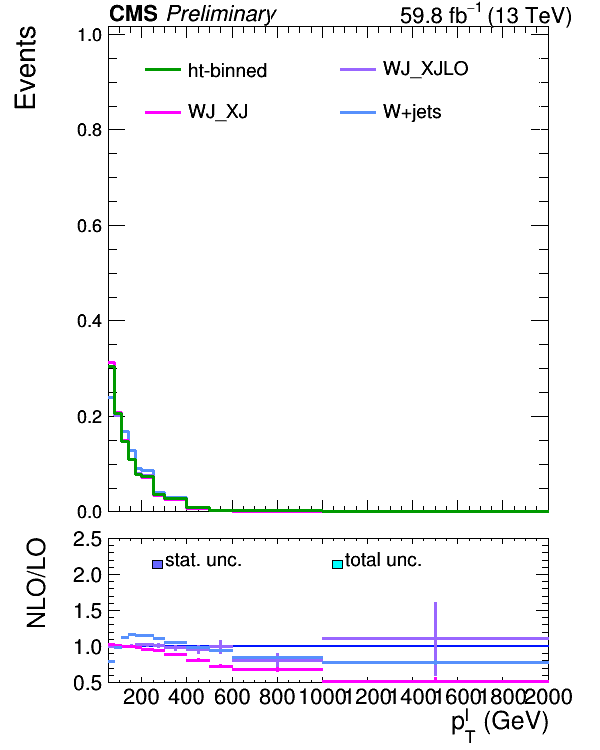 CMS Preliminary 59.8 fb⁻¹ (13 TeV)
Events
1.0
0.8
0.6
0.4
0.2
0.0
ht-binned
WJ_XJLO
WJ_XJ
W+jets
NLO/LO
2.5
2.0
1.5
1.0
0.5
stat. unc.
total unc.
200 400 600 800 1000 1200 1400 1600 1800 2000
p_T^l (GeV)